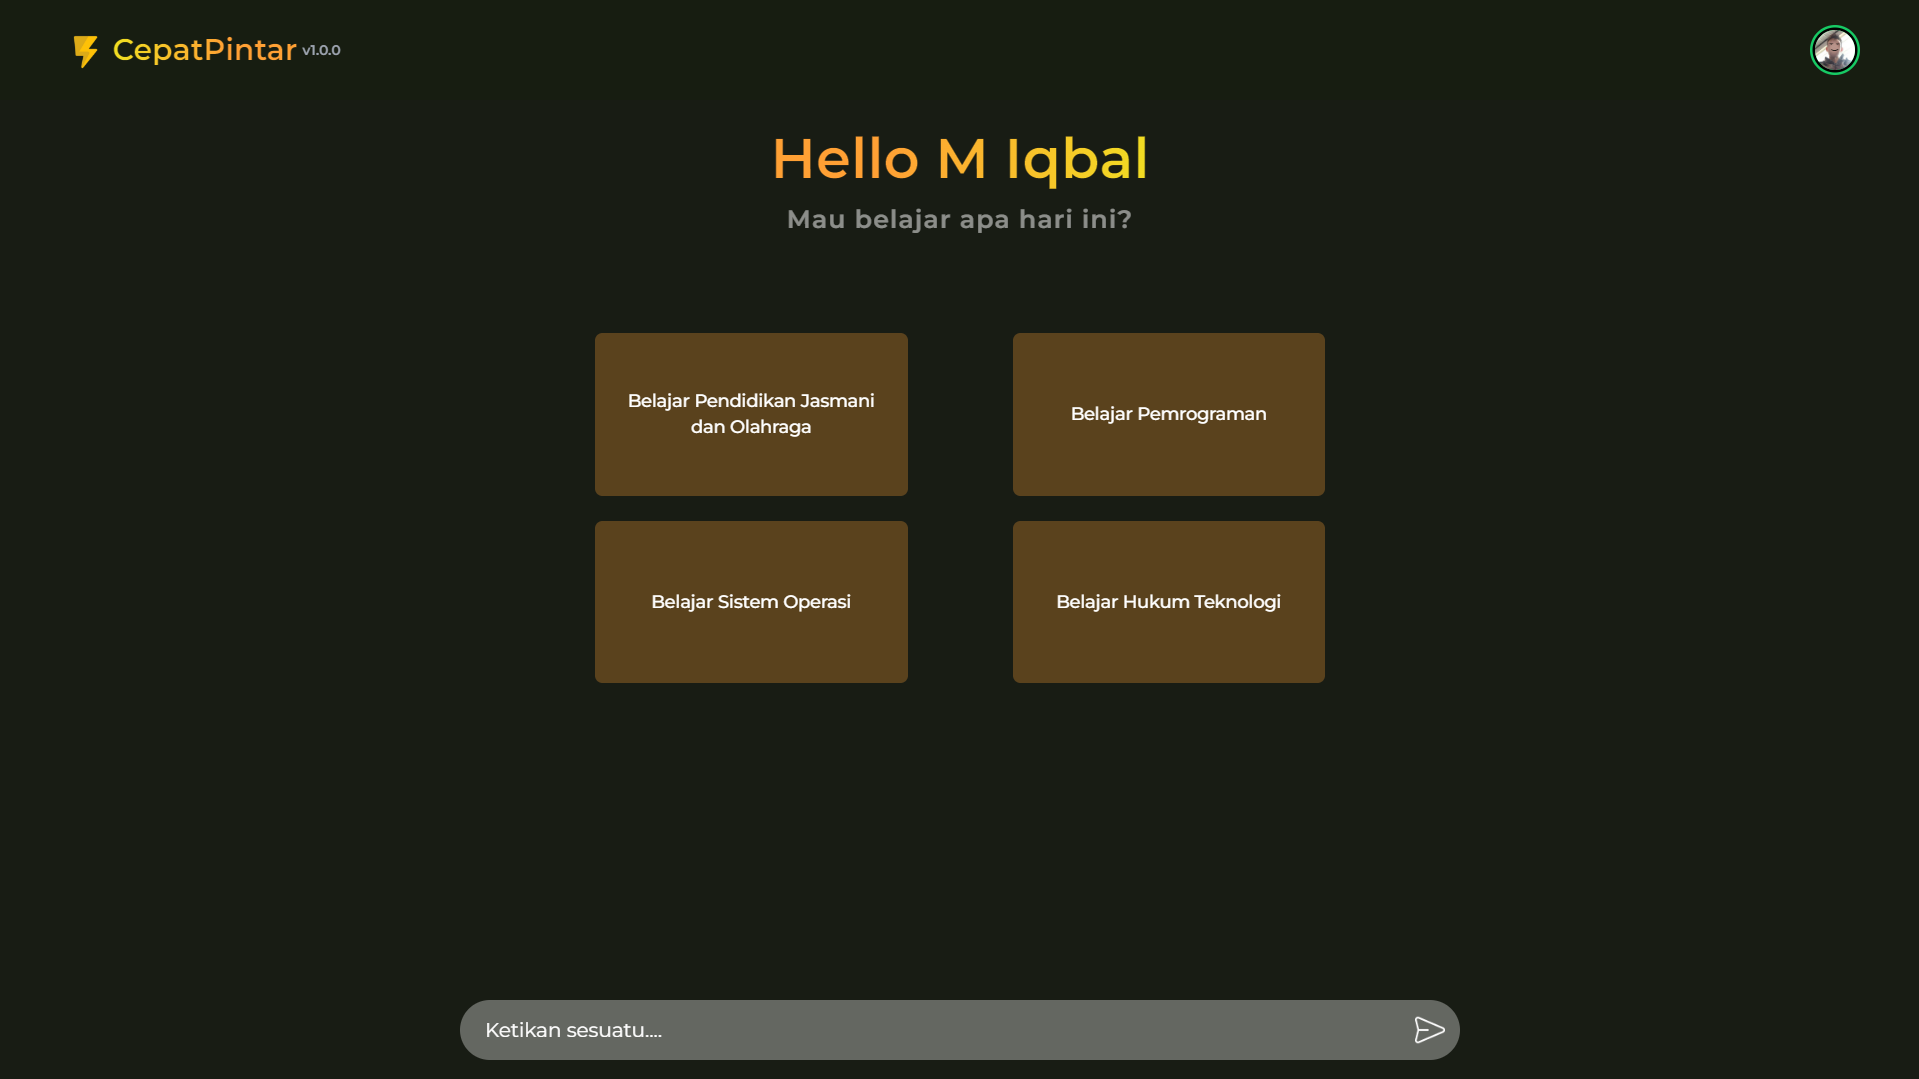 CepatPintar v1.0.0
Hello M Iqbal
Mau belajar apa hari ini?
Belajar Pendidikan Jasmani
dan Olahraga
Belajar Pemrograman
Belajar Sistem Operasi
Belajar Hukum Teknologi
Ketikan sesuatu....